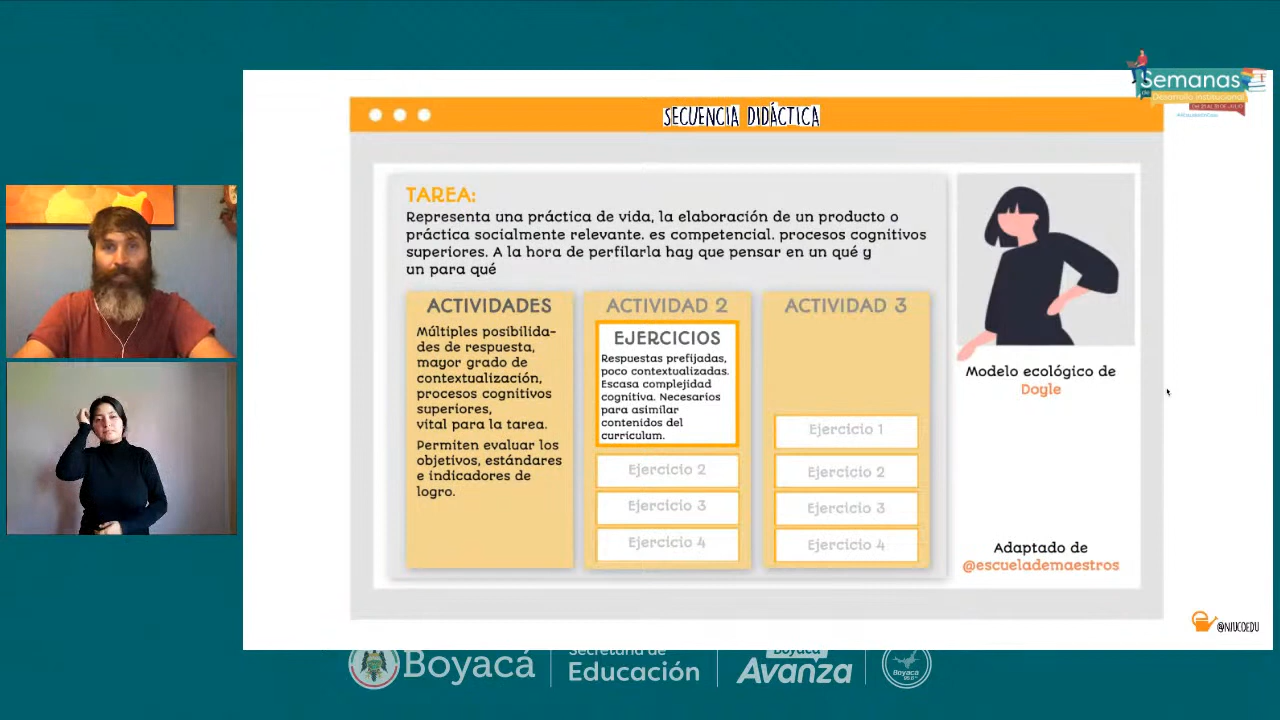 Semanas
de Desarrollo Institucional
SECUENCIA DIDÁCTICA
TAREA:
Representa una práctica de vida, la elaboración de un producto o
práctica socialmente relevante. es competencial. procesos cognitivos
superiores. A la hora de perfilarla hay que pensar en un qué y
un para qué
ACTIVIDADES
Múltiples posibilida-
des de respuesta,
mayor grado de
contextualización,
procesos cognitivos
superiores,
vital para la tarea.
Permiten evaluar los
objetivos, estándares
e indicadores de
logro.
ACTIVIDAD 2
EJERCICIOS
Respuestas prefijadas,
poco contextualizadas.
Escasa complejidad
cognitiva. Necesarios
para asimilar
contenidos del
curriculum.
Ejercicio 2
Ejercicio 3
Ejercicio 4
ACTIVIDAD 3
Ejercicio 1
Ejercicio 2
Ejercicio 3
Ejercicio 4
Modelo ecológico de
Doyle
Adaptado de
@escuelademaestros
@NIUCOEDU
Boyacá
Secretaría de
Educación
Boyacá
Avanza
Boyacá